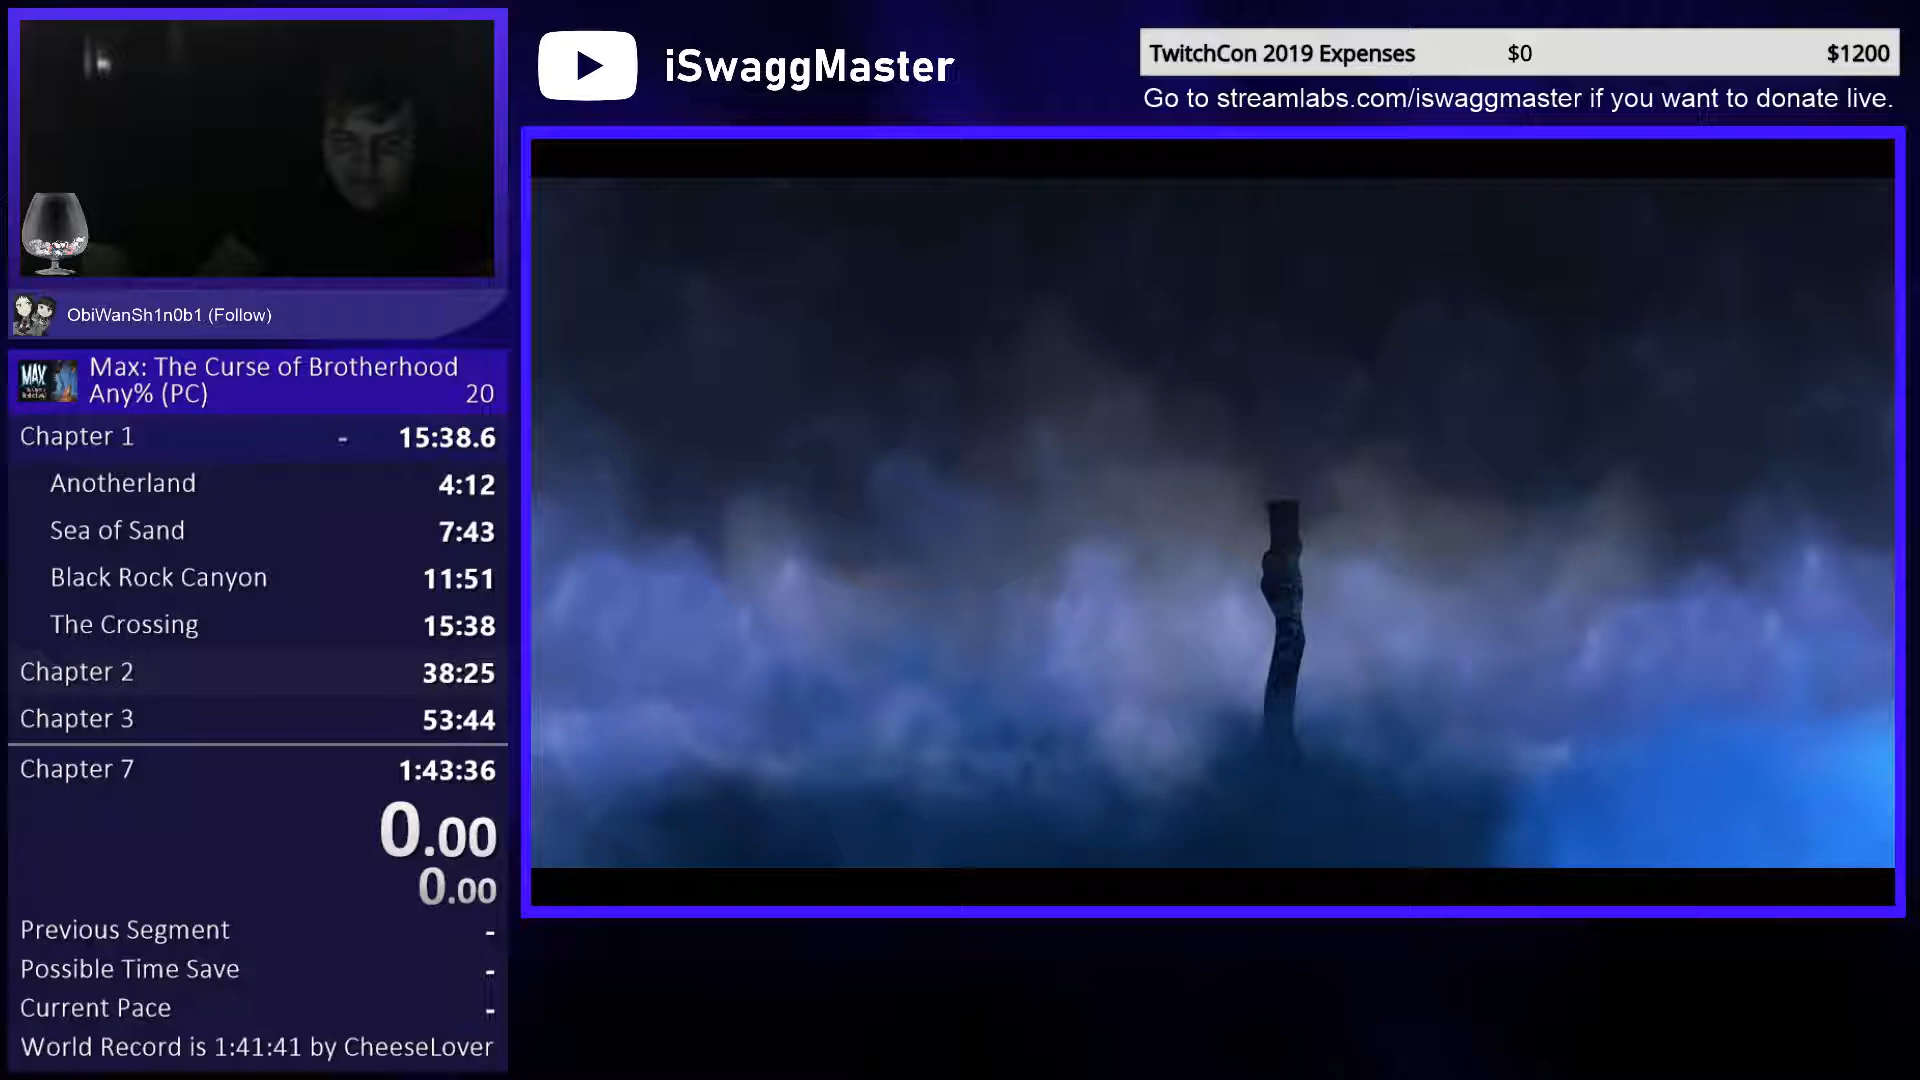 iSwaggMaster
TwitchCon 2019 Expenses $0 $1200
Go to streamlabs.com/iswaggmaster if you want to donate live.
ObiWanSh1n0b1 (Follow)
MAX
Max: The Curse of Brotherhood
Any% (PC) 20
Chapter 1 - 15:38.6
Anotherland 4:12
Sea of Sand 7:43
Black Rock Canyon 11:51
The Crossing 15:38
Chapter 2 38:25
Chapter 3 53:44
Chapter 7 1:43:36
0.00
0.00
Previous Segment -
Possible Time Save -
Current Pace -
World Record is 1:41:41 by CheeseLover